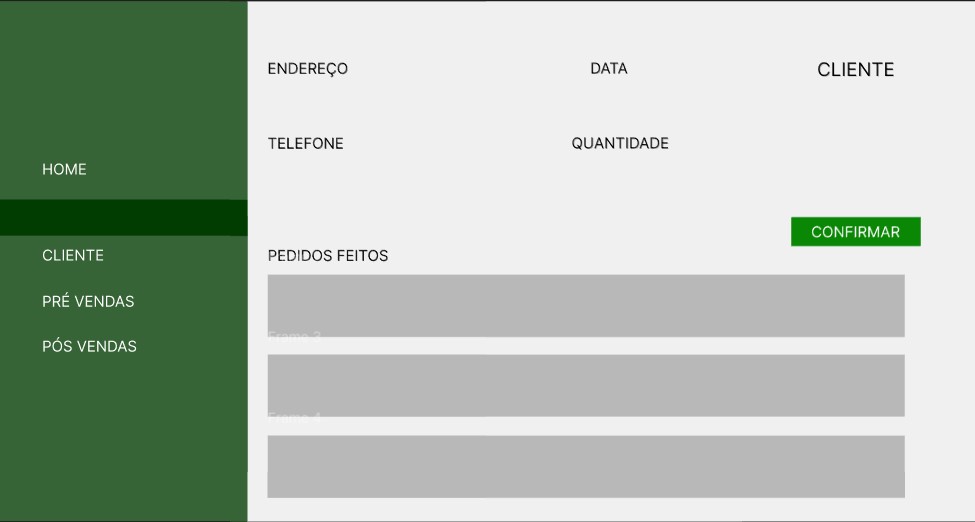 HOME
CLIENTE
PRÉ VENDAS
PÓS VENDAS
ENDEREÇO
DATA
CLIENTE
TELEFONE
QUANTIDADE
CONFIRMAR
PEDIDOS FEITOS
Frame 3
Frame 4